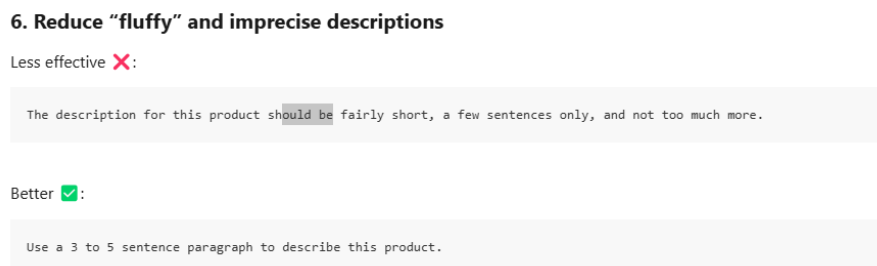 6. Reduce “fluffy” and imprecise descriptions
Less effective ❌:
The description for this product should be fairly short, a few sentences only, and not too much more.
Better ✅:
Use a 3 to 5 sentence paragraph to describe this product.